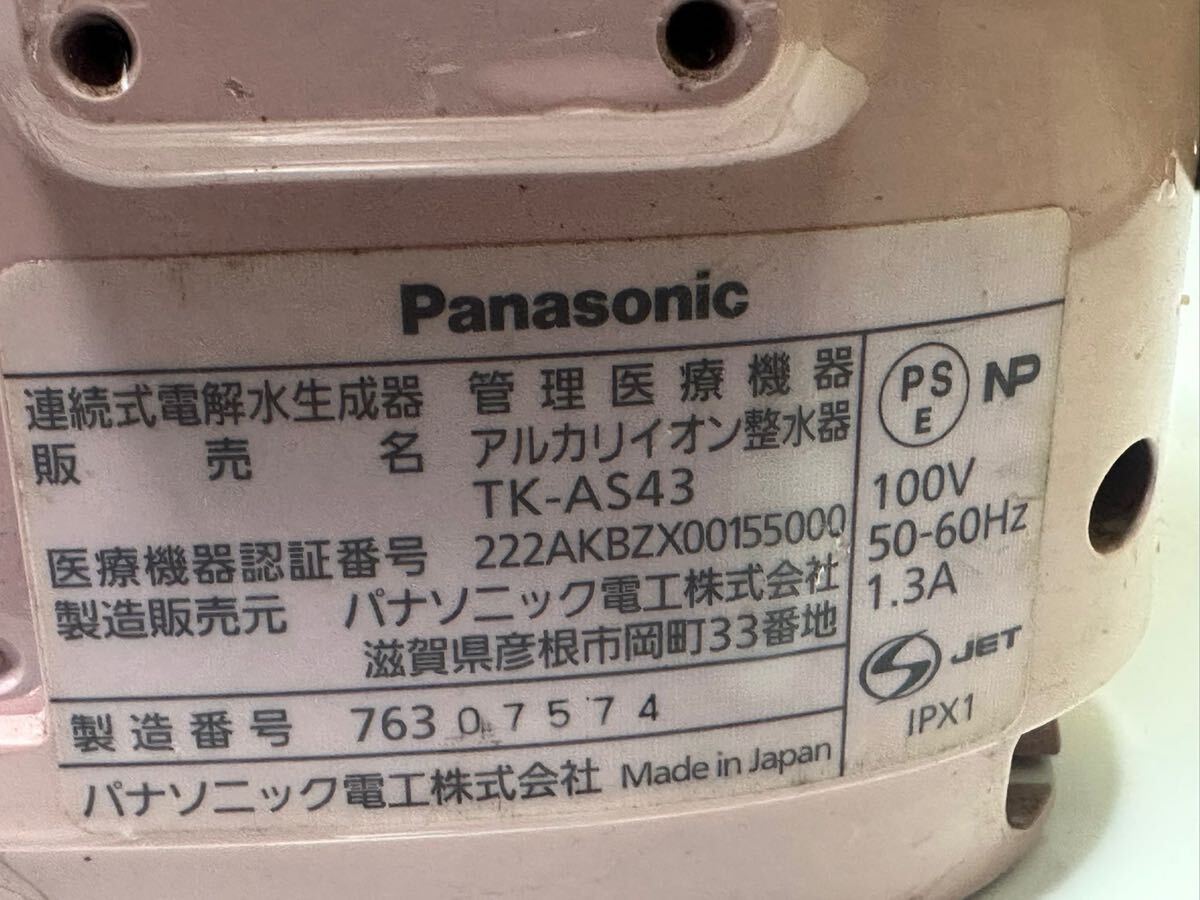 Panasonic
連続式電解水生成器 管理医療機器
販売名 アルカリイオン整水器
TK-AS43
医療機器認証番号 222AKBZX00155000
製造販売元 パナソニック電工株式会社
滋賀県彦根市岡町33番地
製造番号 76307574
パナソニック電工株式会社 Made in Japan
PS
E
NP
100V
50-60Hz
1.3A
S JET
IPX1